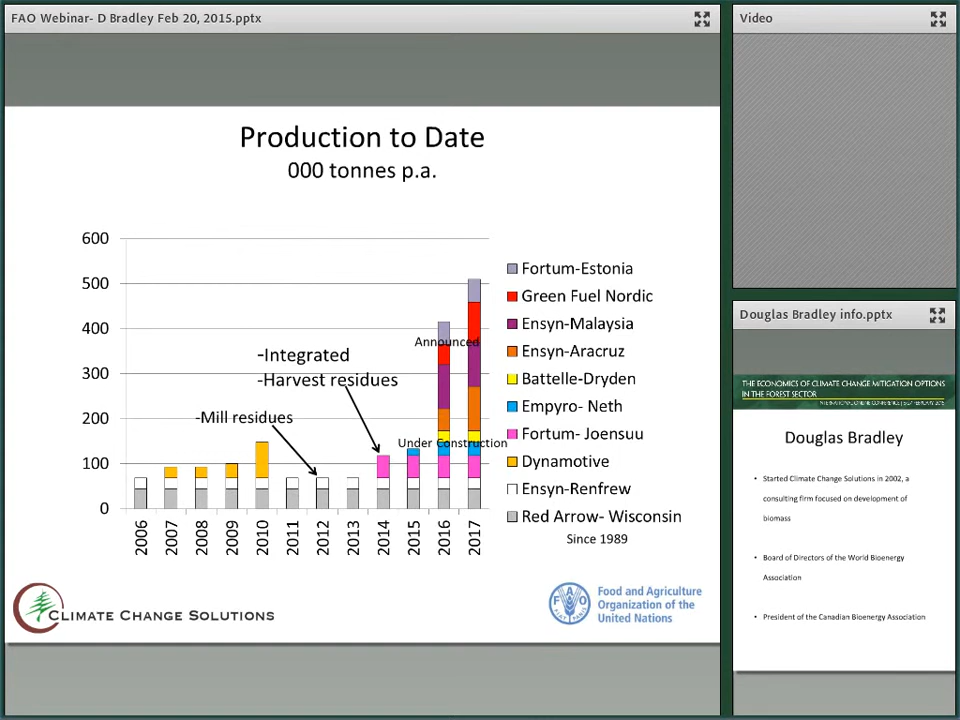 FAO Webinar- D Bradley Feb 20, 2015.pptx
Production to Date
000 tonnes p.a.
600
500
400
300
200
100
0
-Integrated
-Harvest residues
-Mill residues
Announced
Under Construction
2006
2007
2008
2009
2010
2011
2012
2013
2014
2015
2016
2017
Fortum-Estonia
Green Fuel Nordic
Ensyn-Malaysia
Ensyn-Aracruz
Battelle-Dryden
Empyro- Neth
Fortum- Joensuu
Dynamotive
Ensyn-Renfrew
Red Arrow- Wisconsin
Since 1989
CLIMATE CHANGE SOLUTIONS
Food and Agriculture
Organization of the
United Nations
Video
Douglas Bradley info.pptx
THE ECONOMICS OF CLIMATE CHANGE MITIGATION OPTIONS
IN THE FOREST SECTOR
Douglas Bradley
• Started Climate Change Solutions in 2002, a
consulting firm focused on development of
biomass
• Board of Directors of the World Bioenergy
Association
• President of the Canadian Bioenergy Association